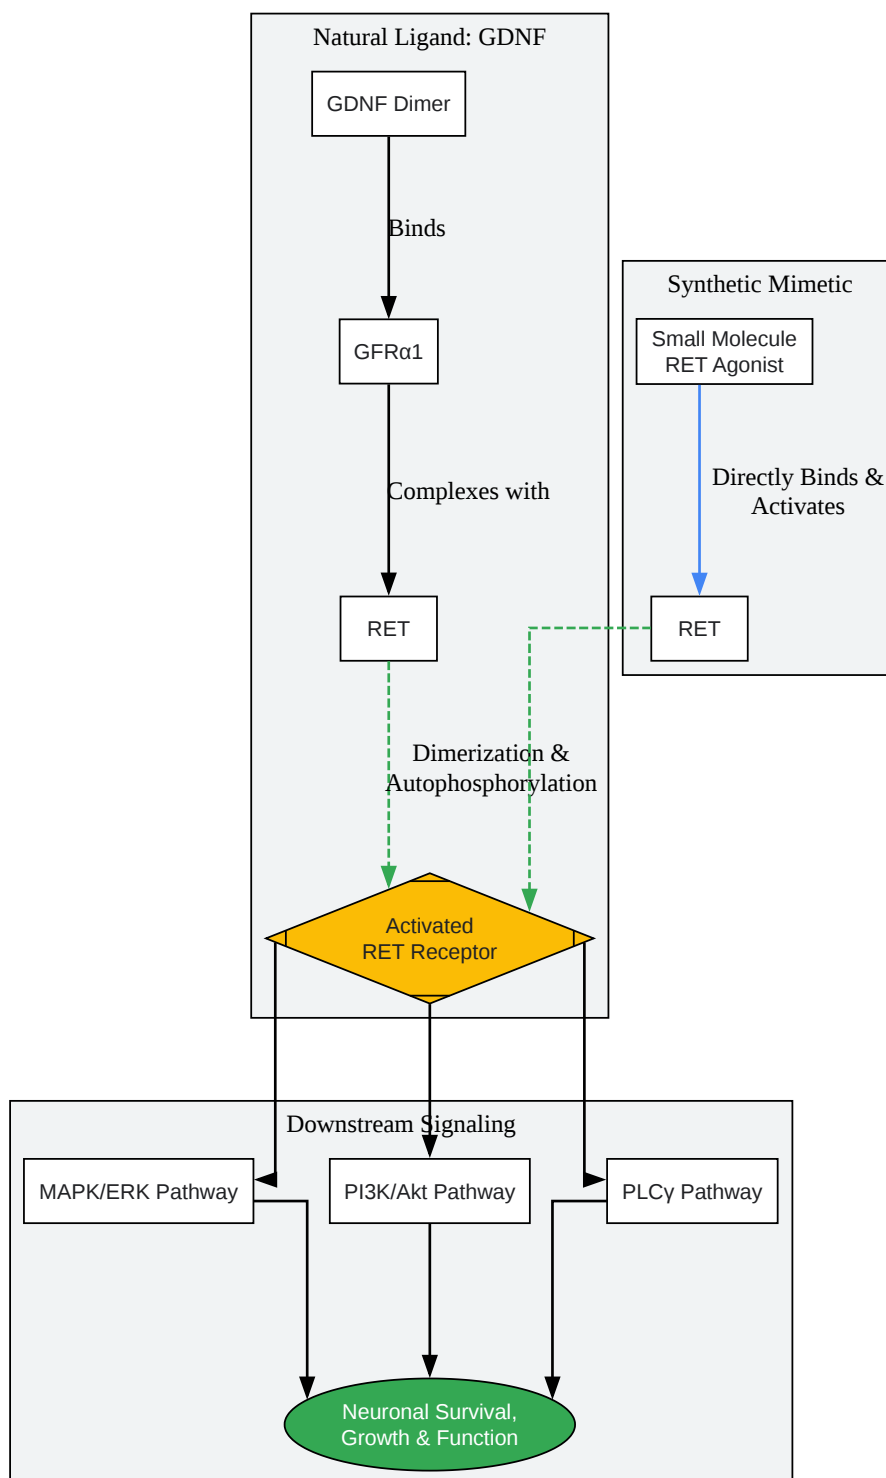 Natural Ligand: GDNF
GDNF Dimer
Binds
Synthetic Mimetic
GFRα1
Small Molecule
RET Agonist
Complexes with
Directly Binds &
Activates
RET
RET
Dimerization &
Autophosphorylation
Activated
RET Receptor
Downstream Signaling
MAPK/ERK Pathway
PI3K/Akt Pathway
PLCγ Pathway
Neuronal Survival,
Growth & Function